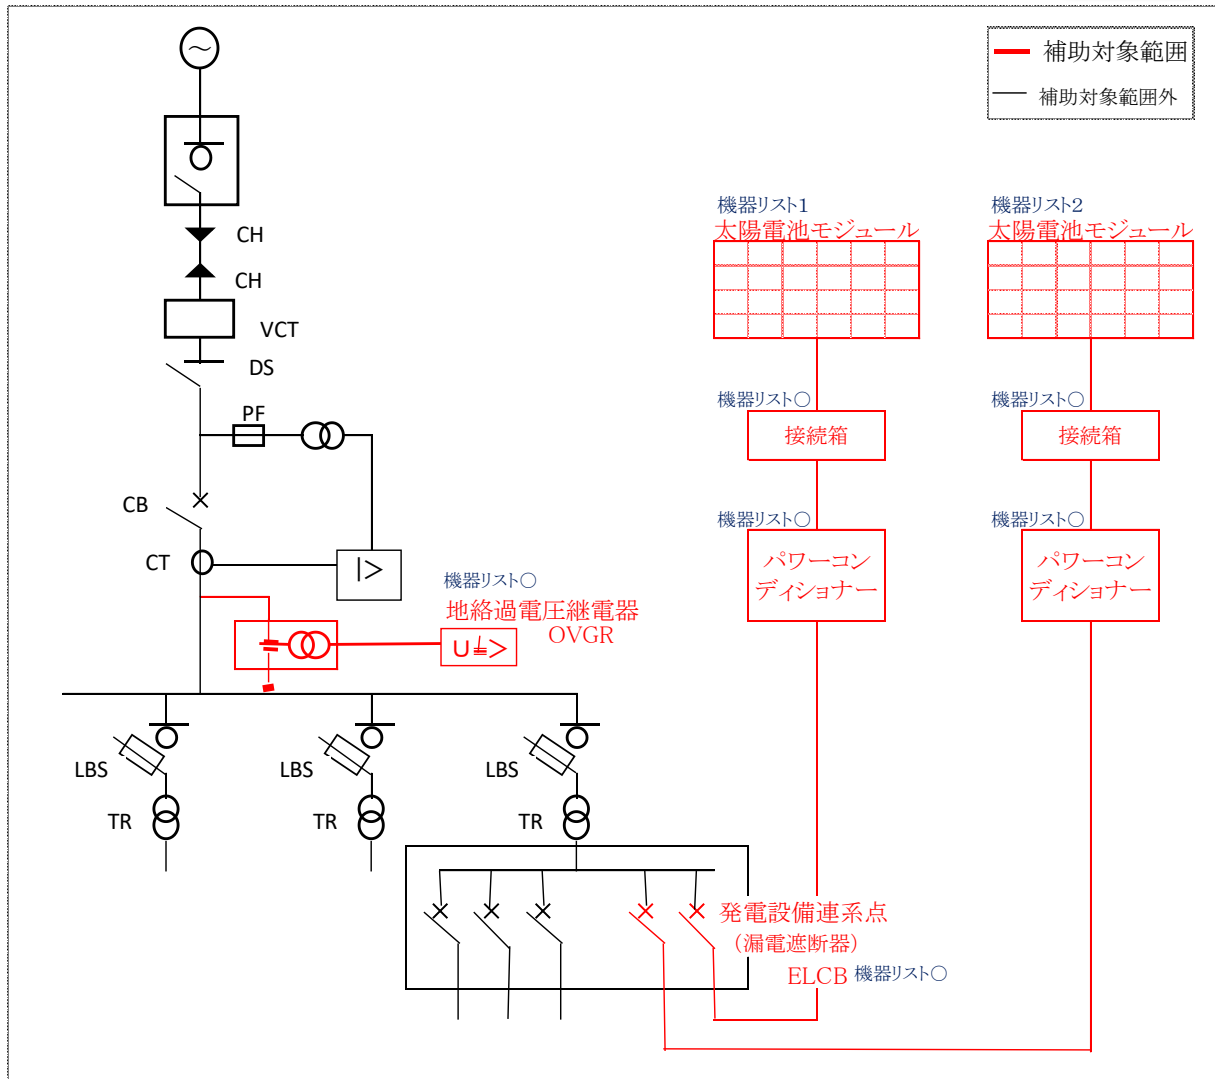 補助対象範囲
補助対象範囲外
CH
CH
VCT
DS
PF
CB
CT
I>
機器リスト〇
地絡過電圧継電器
OVGR
U⏚>
LBS
LBS
LBS
TR
TR
TR
機器リスト1
太陽電池モジュール
機器リスト〇
接続箱
機器リスト〇
パワーコン
ディショナー
機器リスト2
太陽電池モジュール
機器リスト〇
接続箱
機器リスト〇
パワーコン
ディショナー
発電設備連系点
（漏電遮断器）
ELCB 機器リスト〇